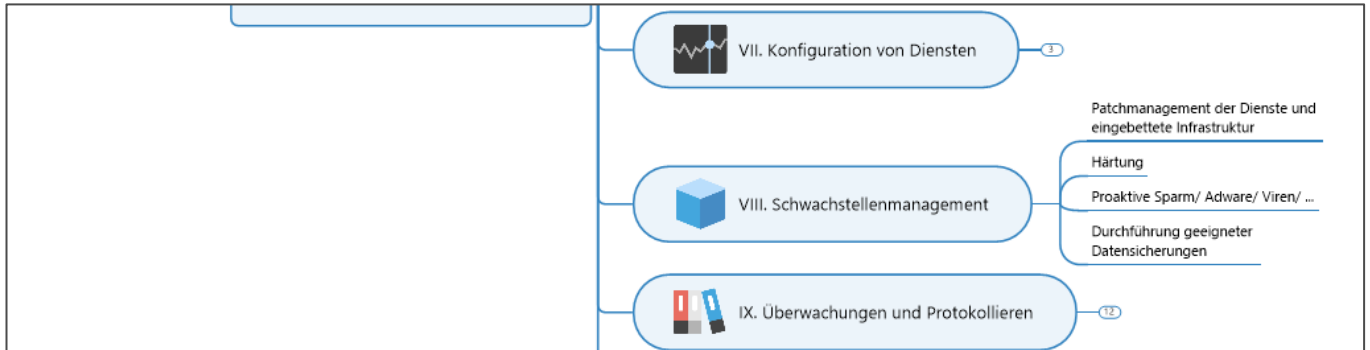 VII. Konfiguration von Diensten
3
Patchmanagement der Dienste und
eingebettete Infrastruktur
Härtung
VIII. Schwachstellenmanagement
Proaktive Sparm/ Adware/ Viren/ ...
Durchführung geeigneter
Datensicherungen
IX. Überwachungen und Protokollieren
12